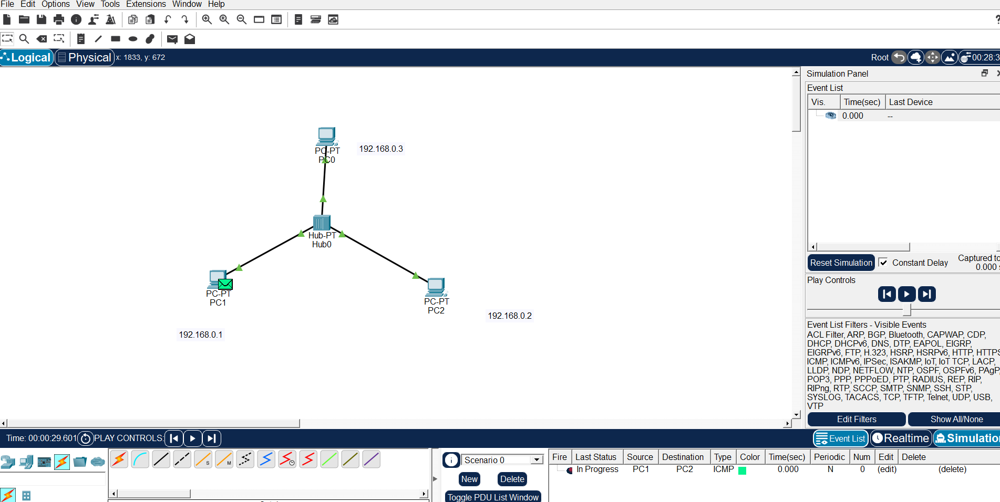 File Edit Options View Tools Extensions Window Help
Logical Physical x: 1833, y: 672 Root 00:28:3
Simulation Panel
Event List
Vis. Time(sec) Last Device
0.000 --
PC-PT
PC0
192.168.0.3
Hub-PT
Hub0
PC-PT
PC1
192.168.0.1
PC-PT
PC2
192.168.0.2
Reset Simulation Constant Delay Captured to
0.000 s
Play Controls
Event List Filters - Visible Events
ACL Filter, ARP, BGP, Bluetooth, CAPWAP, CDP,
DHCP, DHCPv6, DNS, DTP, EAPOL, EIGRP,
EIGRPv6, FTP, H.323, HSRP, HSRPv6, HTTP, HTTPS
ICMP, ICMPv6, IPSec, ISAKMP, IoT, IoT TCP, LACP,
LLDP, NDP, NETFLOW, NTP, OSPF, OSPFv6, PAgP,
POP3, PPP, PPPoED, PTP, RADIUS, REP, RIP,
RIPng, RTP, SCCP, SMTP, SNMP, SSH, STP,
SYSLOG, TACACS, TCP, TFTP, Telnet, UDP, USB,
VTP
Edit Filters Show All/None
Time: 00:00:29.601 PLAY CONTROLS: Event List Realtime Simulation
Scenario 0
New Delete
Toggle PDU List Window
Fire Last Status Source Destination Type Color Time(sec) Periodic Num Edit Delete
In Progress PC1 PC2 ICMP 0.000 N 0 (edit) (delete)